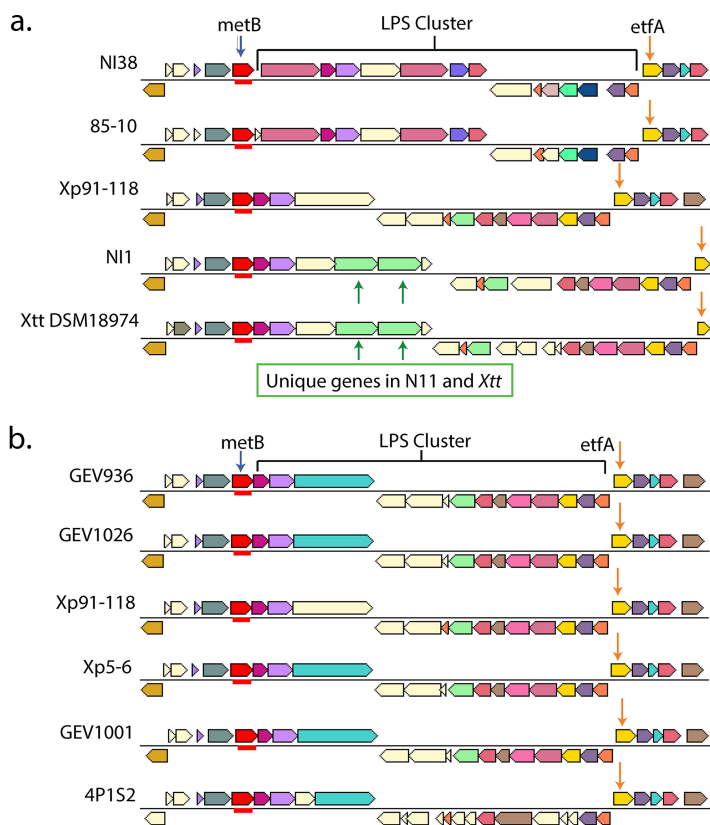 a.
metB
LPS Cluster
etfA
NI38
85-10
Xp91-118
NI1
Xtt DSM18974
Unique genes in N11 and Xtt
b.
metB
LPS Cluster
etfA
GEV936
GEV1026
Xp91-118
Xp5-6
GEV1001
4P1S2